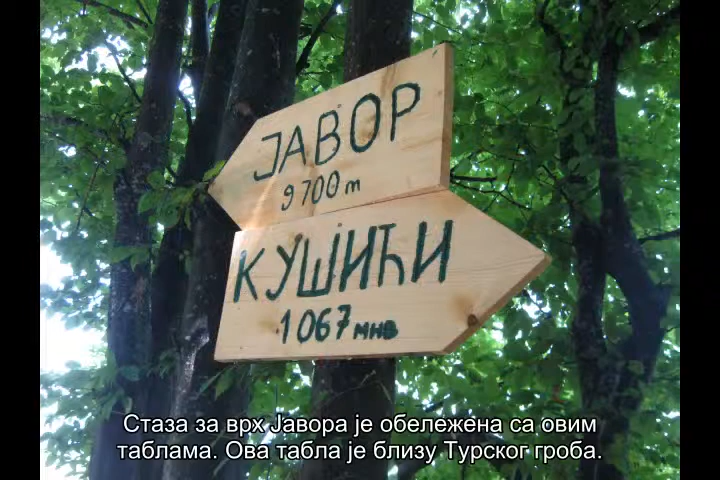 ЈАВОР
9700 m
КУШИЋИ
1067 мнв
Стаза за врх Јавора је обележена са овим
таблама. Ова табла је близу Турског гроба.